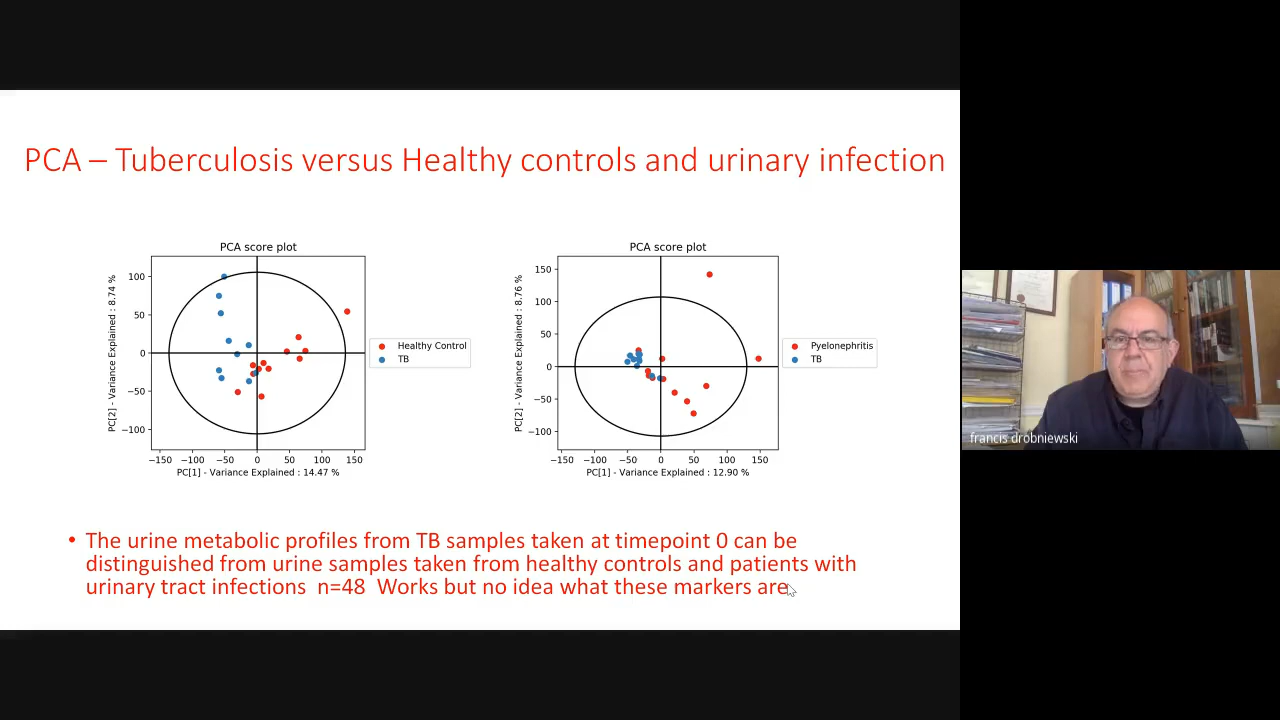 PCA – Tuberculosis versus Healthy controls and urinary infection
PCA score plot
PC[2] - Variance Explained : 8.74 %
100
50
0
−50
−100
−150 −100 −50 0 50 100 150
PC[1] - Variance Explained : 14.47 %
Healthy Control
TB
PCA score plot
PC[2] - Variance Explained : 8.76 %
150
100
50
0
−50
−100
−150 −100 −50 0 50 100 150
PC[1] - Variance Explained : 12.90 %
Pyelonephritis
TB
francis drobniewski
• The urine metabolic profiles from TB samples taken at timepoint 0 can be
distinguished from urine samples taken from healthy controls and patients with
urinary tract infections n=48 Works but no idea what these markers are